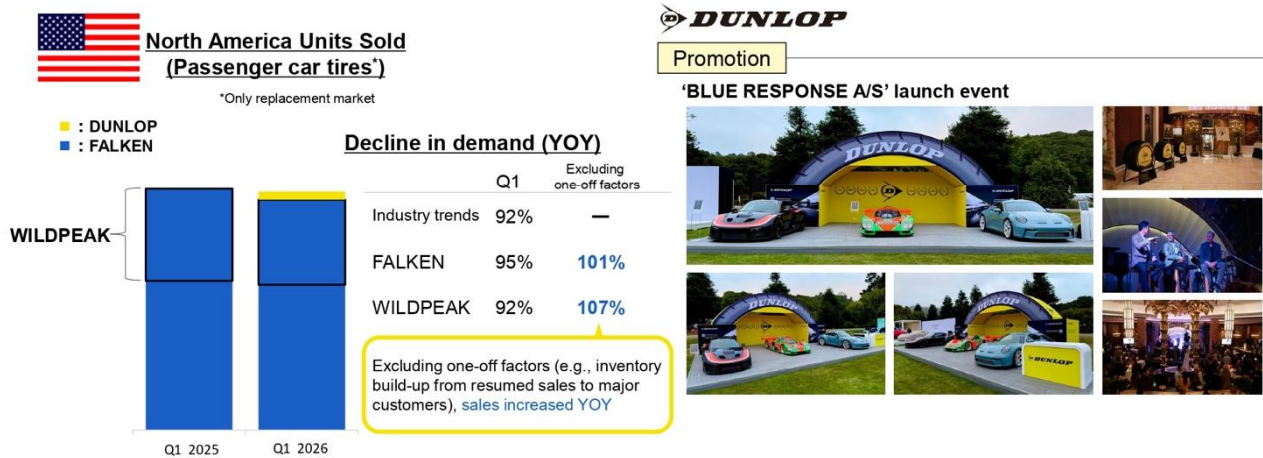 North America Units Sold
(Passenger car tires*)
*Only replacement market
: DUNLOP
: FALKEN
WILDPEAK
Q1 2025
Q1 2026
Decline in demand (YOY)
Q1
Excluding
one-off factors
Industry trends 92% —
FALKEN 95% 101%
WILDPEAK 92% 107%
Excluding one-off factors (e.g., inventory
build-up from resumed sales to major
customers), sales increased YOY
DUNLOP
Promotion
‘BLUE RESPONSE A/S’ launch event
DUNLOP
DUNLOP
DUNLOP
DUNLOP